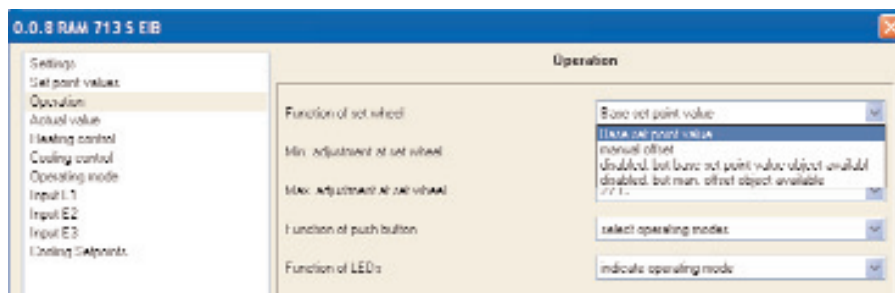 0.0.8 RAM 713 S EIB
Settings
Set point values
Operation
Actual value
Heating control
Cooling control
Operating mode
Input E1
Input E2
Input E3
Cooling Setpoints
Operation
Function of set wheel
Base set point value
Base set point value
manual offset
disabled, but base set point value object availabl
disabled, but man. offset object available
Min. adjustment at set wheel
Max. adjustment at set wheel
Function of push button
select operating modes
Function of LEDs
indicate operating mode